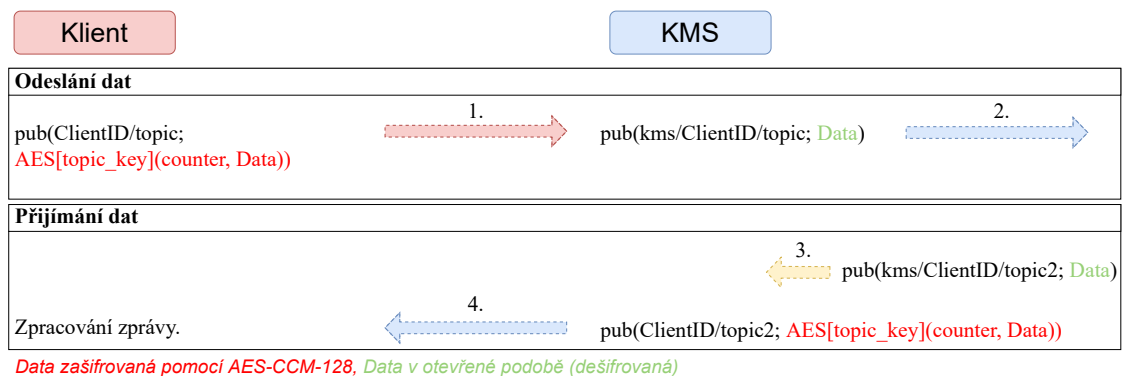 Klient
KMS
Odeslání dat
1.
2.
pub(ClientID/topic;
AES[topic_key](counter, Data))
pub(kms/ClientID/topic; Data)
Přijímání dat
3.
pub(kms/ClientID/topic2; Data)
4.
Zpracování zprávy.
pub(ClientID/topic2; AES[topic_key](counter, Data))
Data zašifrovaná pomocí AES-CCM-128, Data v otevřené podobě (dešifrovaná)